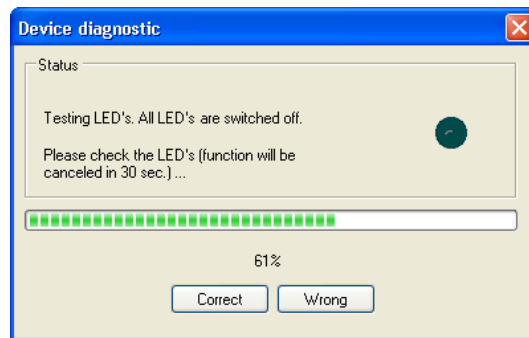 Device diagnostic
Status
Testing LED's. All LED's are switched off.
Please check the LED's (function will be
canceled in 30 sec.) ...
61%
Correct
Wrong